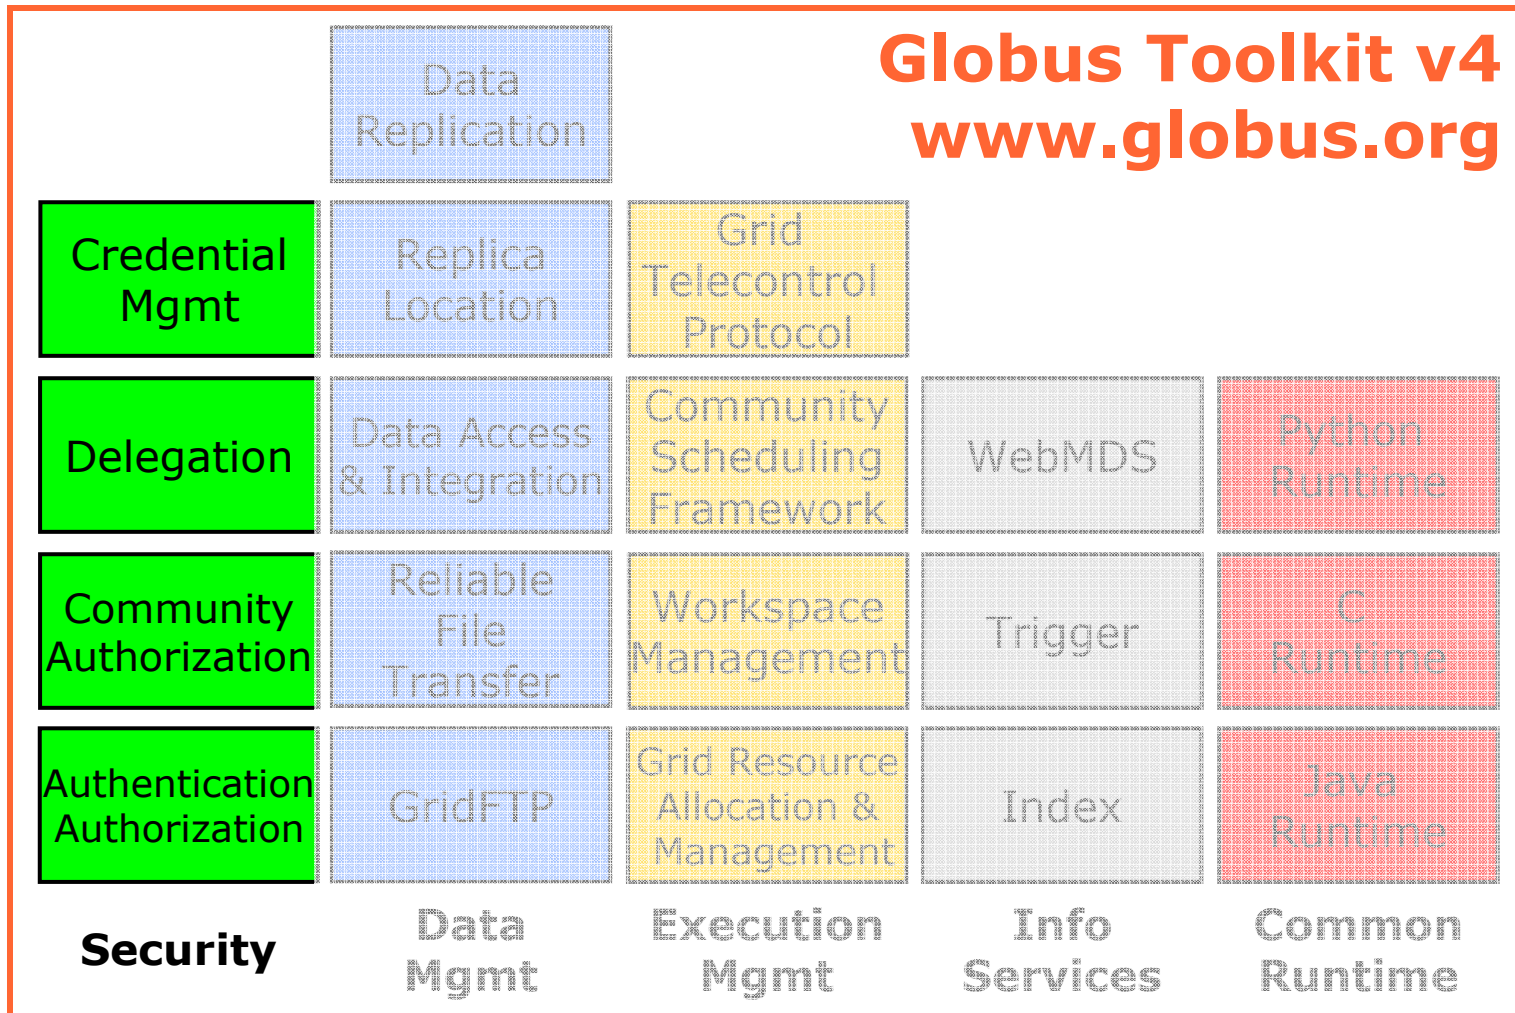 Globus Toolkit v4
www.globus.org
Data
Replication
Credential
Mgmt
Replica
Location
Grid
Telecontrol
Protocol
Delegation
Data Access
& Integration
Community
Scheduling
Framework
WebMDS
Python
Runtime
Community
Authorization
Reliable
File
Transfer
Workspace
Management
Trigger
C
Runtime
Authentication
Authorization
GridFTP
Grid Resource
Allocation &
Management
Index
Java
Runtime
Security
Data
Mgmt
Execution
Mgmt
Info
Services
Common
Runtime